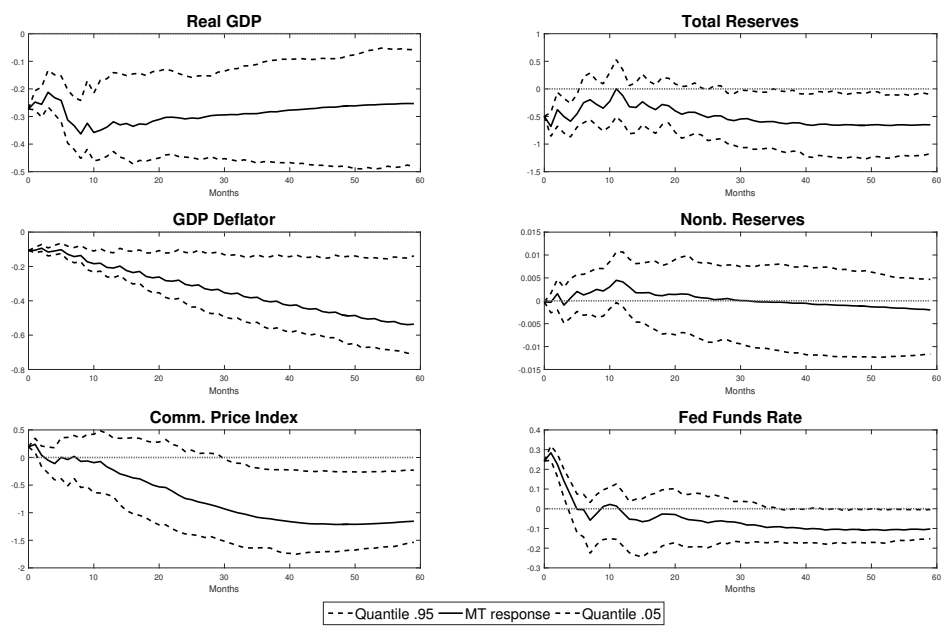 Real GDP
0
-0.1
-0.2
-0.3
-0.4
-0.5
0 10 20 30 40 50 60
Months
Total Reserves
1
0.5
0
-0.5
-1
-1.5
0 10 20 30 40 50 60
Months
GDP Deflator
0
-0.2
-0.4
-0.6
-0.8
0 10 20 30 40 50 60
Months
Nonb. Reserves
0.015
0.01
0.005
0
-0.005
-0.01
-0.015
0 10 20 30 40 50 60
Months
Comm. Price Index
0.5
0
-0.5
-1
-1.5
-2
0 10 20 30 40 50 60
Months
Fed Funds Rate
0.4
0.3
0.2
0.1
0
-0.1
-0.2
-0.3
0 10 20 30 40 50 60
Months
Quantile .95 MT response Quantile .05